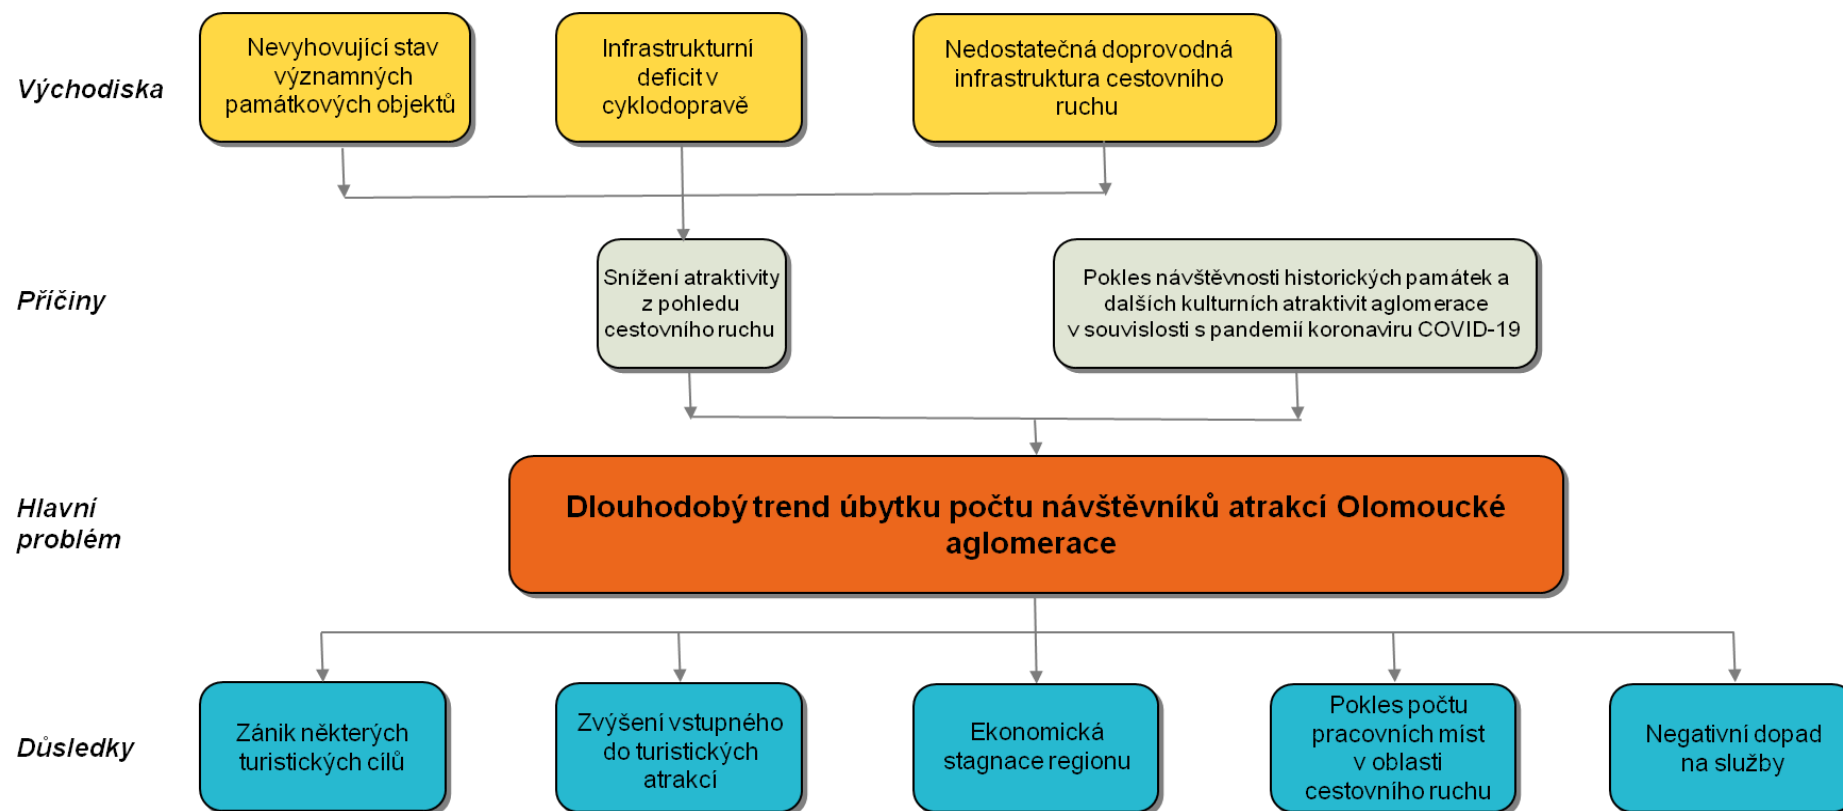 Východiska
Nevyhovující stav
významných
památkových objektů
Infrastrukturní
deficit v
cyklodopravě
Nedostatečná doprovodná
infrastruktura cestovního
ruchu
Příčiny
Snížení atraktivity
z pohledu
cestovního ruchu
Pokles návštěvnosti historických památek a
dalších kulturních atraktivit aglomerace
v souvislosti s pandemií koronaviru COVID-19
Hlavní
problém
Dlouhodobý trend úbytku počtu návštěvníků atrakcí Olomoucké
aglomerace
Důsledky
Zánik některých
turistických cílů
Zvýšení vstupného
do turistických
atrakcí
Ekonomická
stagnace regionu
Pokles počtu
pracovních míst
v oblasti
cestovního ruchu
Negativní dopad
na služby